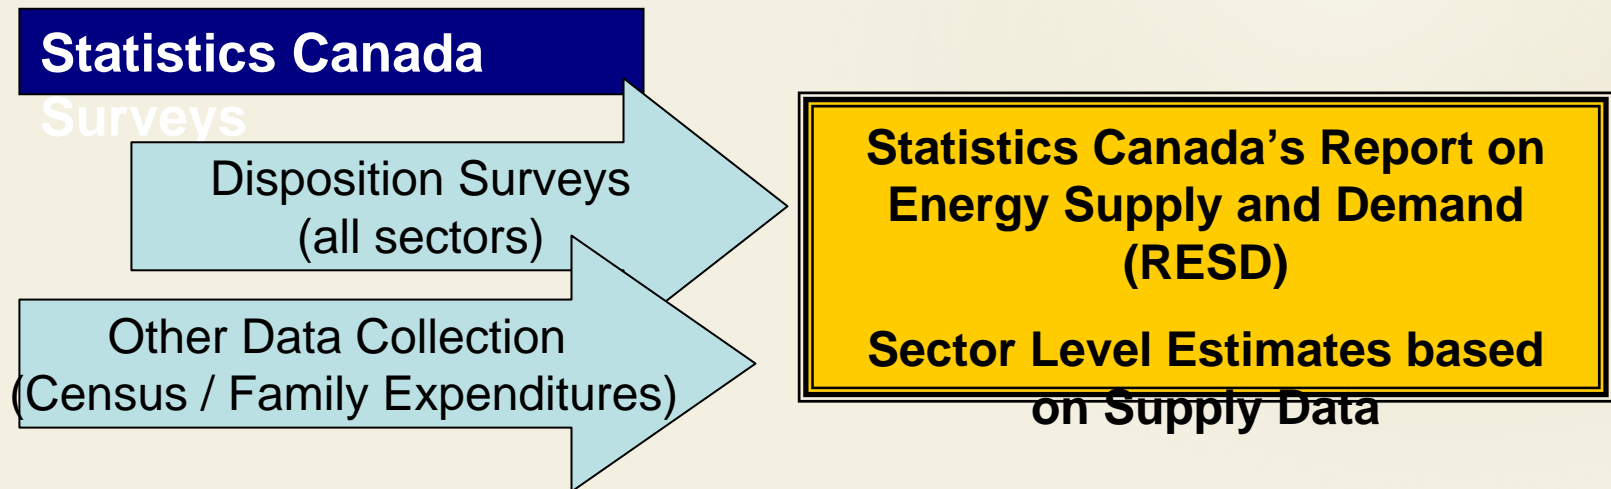 Statistics Canada
Surveys
Disposition Surveys
(all sectors)
Other Data Collection
(Census / Family Expenditures)
Statistics Canada’s Report on
Energy Supply and Demand
(RESD)
Sector Level Estimates based
on Supply Data